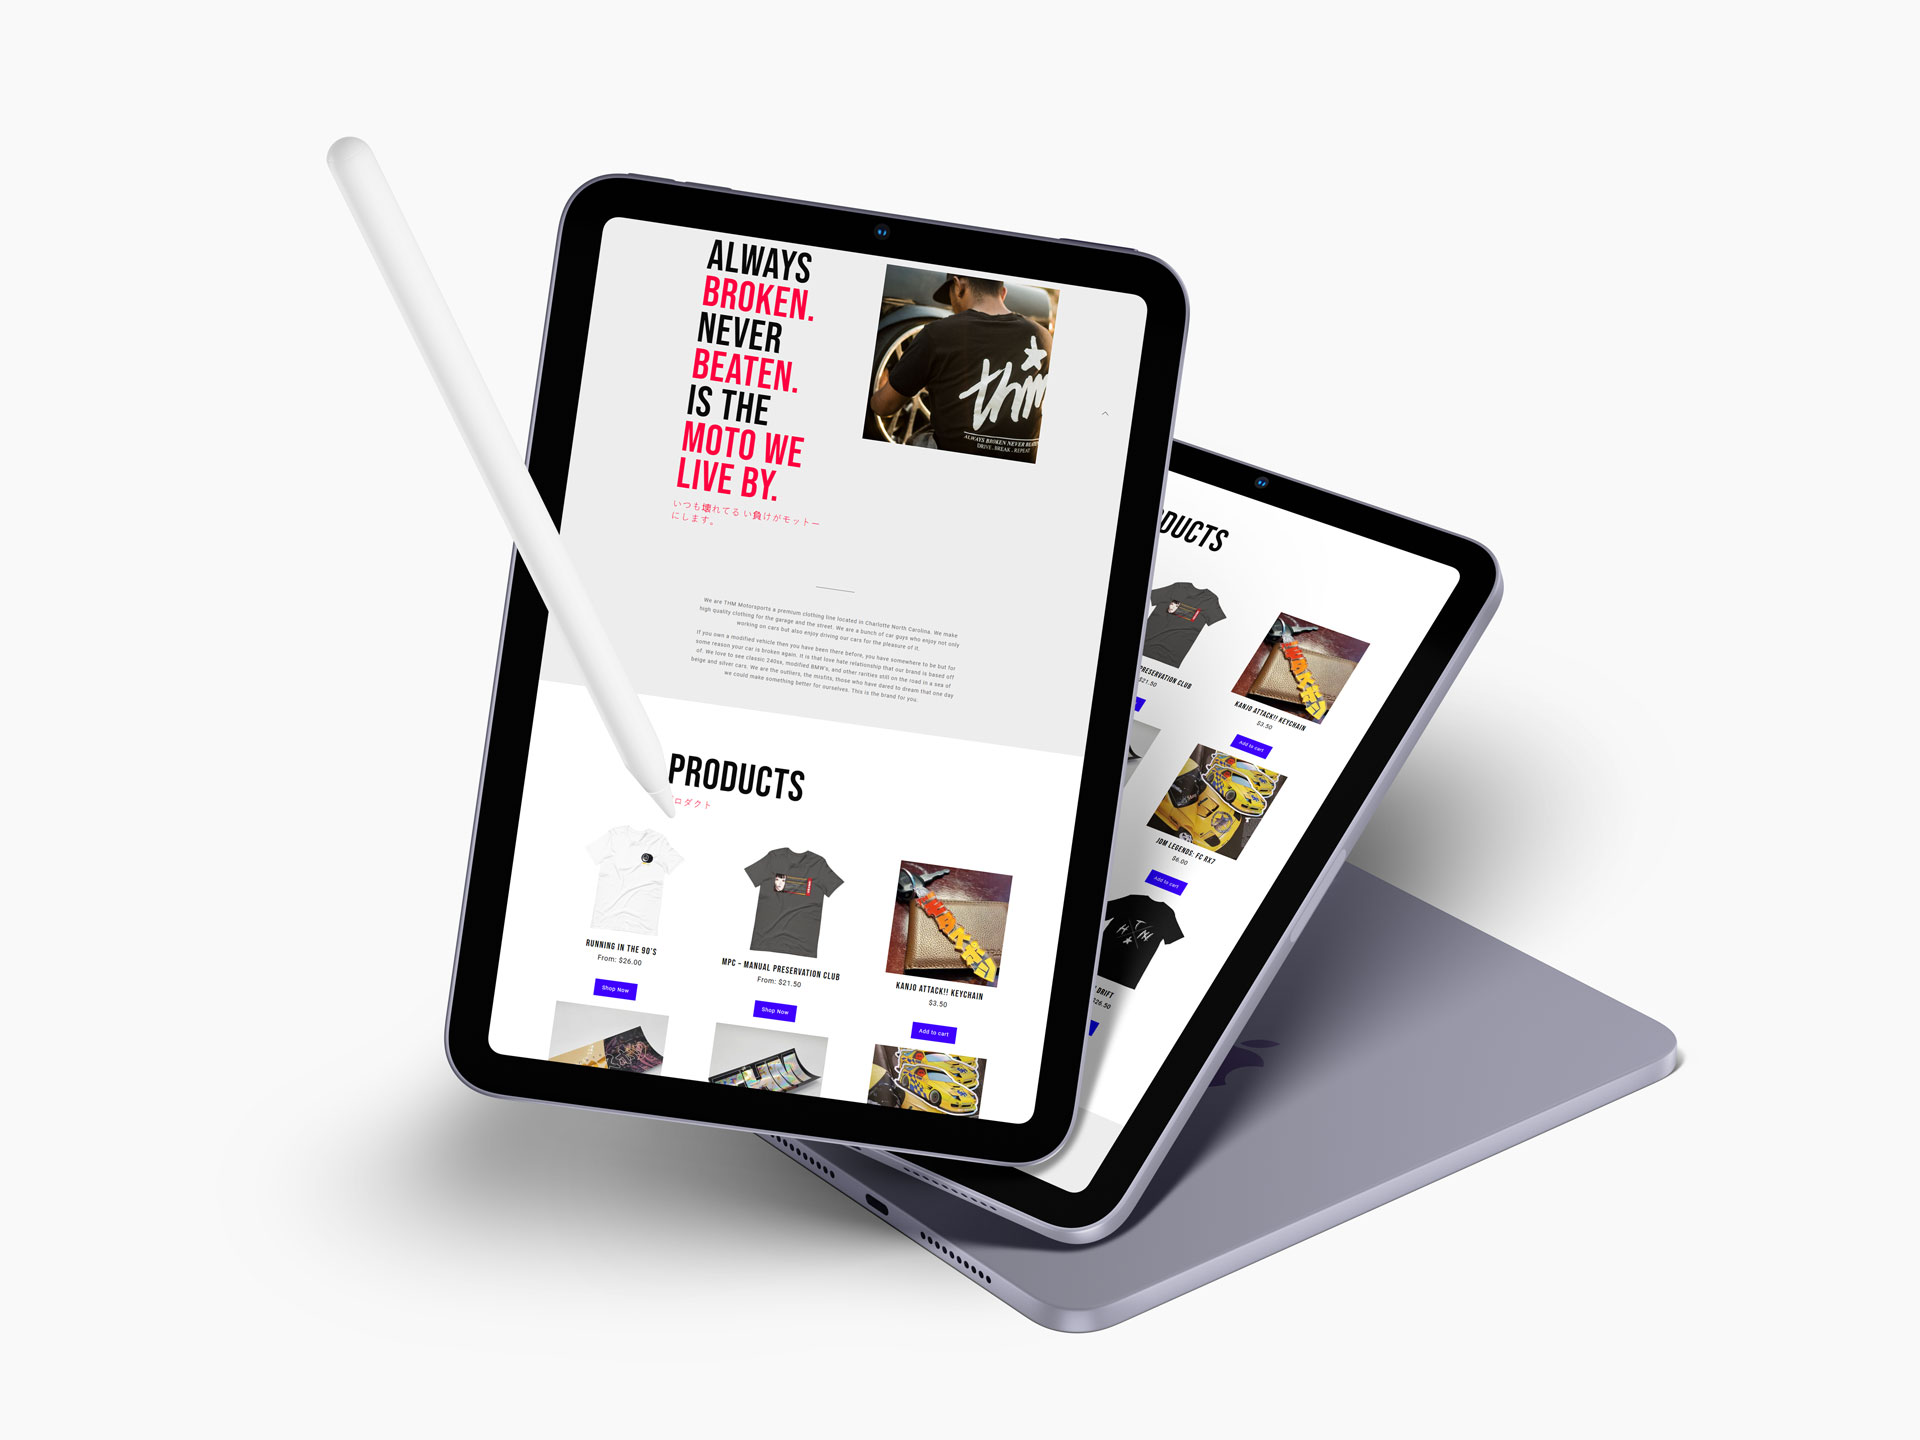 ALWAYS
BROKEN.
NEVER
BEATEN.
IS THE
MOTO WE
LIVE BY.
いつも壊れてる い負けがモットー
にします。
thm
ALWAYS BROKEN NEVER
DRIVE . BREAK . REPEAT
We are THM Motorsports a premium clothing line located in Charlotte North Carolina. We make
high quality clothing for the garage and the street. We are a bunch of car guys who enjoy not only
working on cars but also enjoy driving our cars for the pleasure of it.
If you own a modified vehicle then you have been there before, you have somewhere to be but for
some reason your car is broken again. It is that love hate relationship that our brand is based off
of. We love to see classic 240sx, modified BMW's, and other rarities still on the road in a sea of
beige and silver cars. We are the outliers, the misfits, those who have dared to dream that one day
we could make something better for ourselves. This is the brand for you.
PRODUCTS
ロダクト
RUNNING IN THE 90'S
From: $26.00
Shop Now
MPC – MANUAL PRESERVATION CLUB
From: $21.50
Shop Now
KANJO ATTACK!! KEYCHAIN
$3.50
Add to cart
DUCTS
PRESERVATION CLUB
$21.50
KANJO ATTACK!! KEYCHAIN
$3.50
Add to cart
JDM LEGENDS: FC RX7
$6.00
Add to cart
DRIFT
$26.50